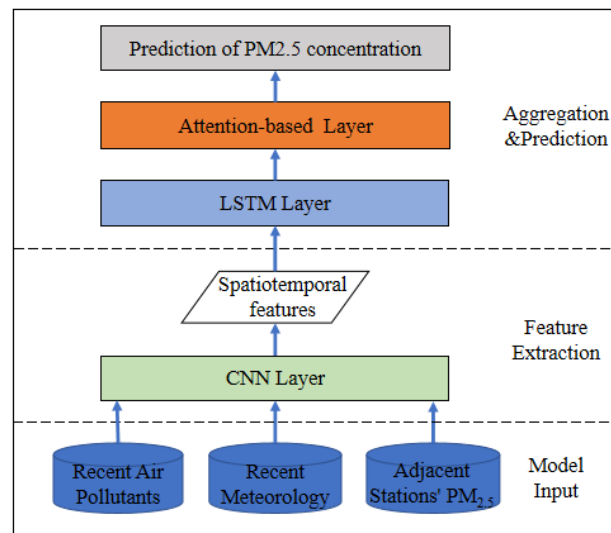 Prediction of PM2.5 concentration
Attention-based Layer
Aggregation
&Prediction
LSTM Layer
Spatiotemporal
features
Feature
Extraction
CNN Layer
Recent Air
Pollutants
Recent
Meteorology
Adjacent
Stations' PM2.5
Model
Input